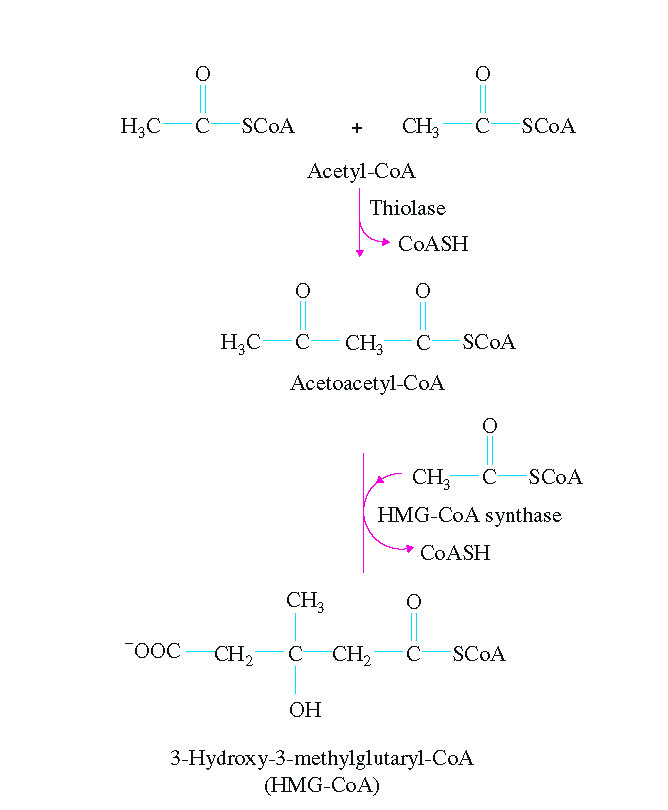 O O
H₃C C SCoA + CH₃ C SCoA
Acetyl-CoA
Thiolase
CoASH
O O
H₃C C CH₃ C SCoA
Acetoacetyl-CoA
O
CH₃ C SCoA
HMG-CoA synthase
CoASH
CH₃ O
⁻OOC CH₂ C CH₂ C SCoA
OH
3-Hydroxy-3-methylglutaryl-CoA
(HMG-CoA)